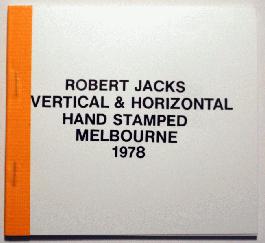 ROBERT JACKS
VERTICAL & HORIZONTAL
HAND STAMPED
MELBOURNE
1978